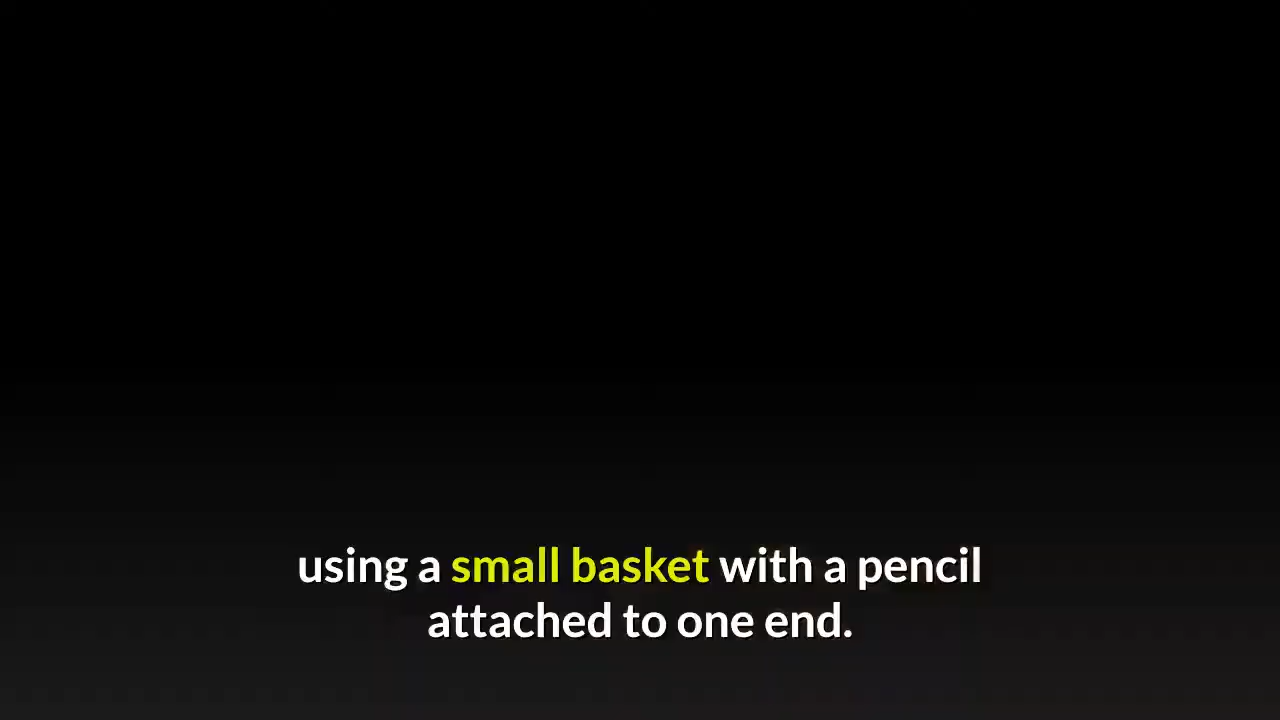 using a small basket with a pencil
attached to one end.